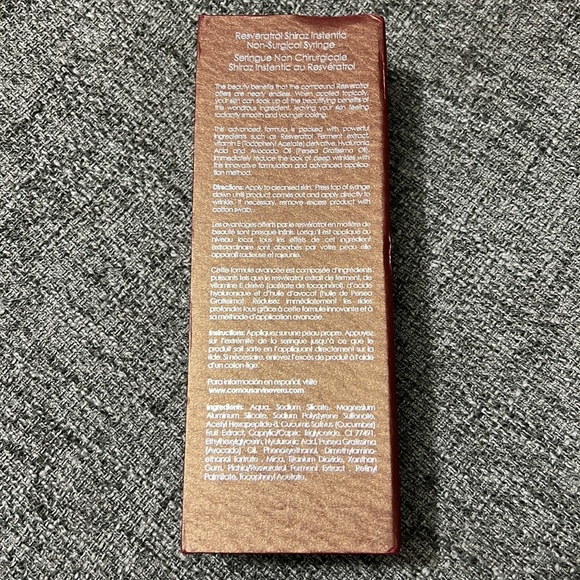 Resveratrol Shiraz Instentic
Non-Surgical Syringe
Seringue Non Chirurgicale
Shiraz Instentic au Resvératrol
The beauty benefits that the compound Resveratrol
offers are nearly endless. When applied topically,
your skin can soak up all the beautifying benefits of
this wondrous ingredient, leaving your skin feeling
radiantly smooth and younger looking.
This advanced formula is packed with powerful
ingredients such as Resveratrol Ferment extract,
vitamin E (Tocopheryl Acetate) derivative, Hyaluronic
Acid and Avocado Oil (Persea Gratissima Oil).
Immediately reduce the look of deep wrinkles with
this innovative formulation and advanced applica-
tion method.
Directions: Apply to cleansed skin. Press top of syringe
down until product comes out and apply directly to
wrinkle. If necessary, remove excess product with
cotton swab.
Les avantages offerts par le resvératrol en matière de
beauté sont presque infinis. Lorsqu'il est appliqué au
niveau local, tous les effets de cet ingrédient
extraordinaire sont absorbés par votre peau elle
apparaît radieuse et rajeunie.
Cette formule avancée est composée d'ingrédients
puissants tels que le resvératrol extrait de ferment, de
vitamine E dérivé (acétate de tocophérol), d'acide
hyaluronique et d'huile d'avocat (huile de Persea
Gratissima). Réduisez immédiatement les rides
profondes tous grâce à cette formule innovante et à
sa méthode d'application avancée.
Instructions: Appliquez sur une peau propre. Appuyez
sur l'extrémité de la seringue jusqu'à ce que le
produit soit sorte en l'appliquant directement sur la
ride. Si nécessaire, enlevez l'excès de produit à l'aide
d'un coton-tige.
Para información en español, visite
www.comousarvinevera.com
Ingredients: Aqua, Sodium Silicate, Magnesium
Aluminum Silicate, Sodium Polystyrene Sulfonate,
Acetyl Hexapeptide-8, Cucumis Sativus (Cucumber)
Fruit Extract, Caprylic/Capric Triglyceride, CI 77491,
Ethylhexylglycerin, Hyaluronic Acid, Persea Gratissima
(Avocado) Oil, Phenoxyethanol, Dimethylamino-
ethanol Tartrate, Mica, Titanium Dioxide, Xanthan
Gum, Pichia/Resveratrol Ferment Extract, Retinyl
Palmitate, Tocopheryl Acetate.